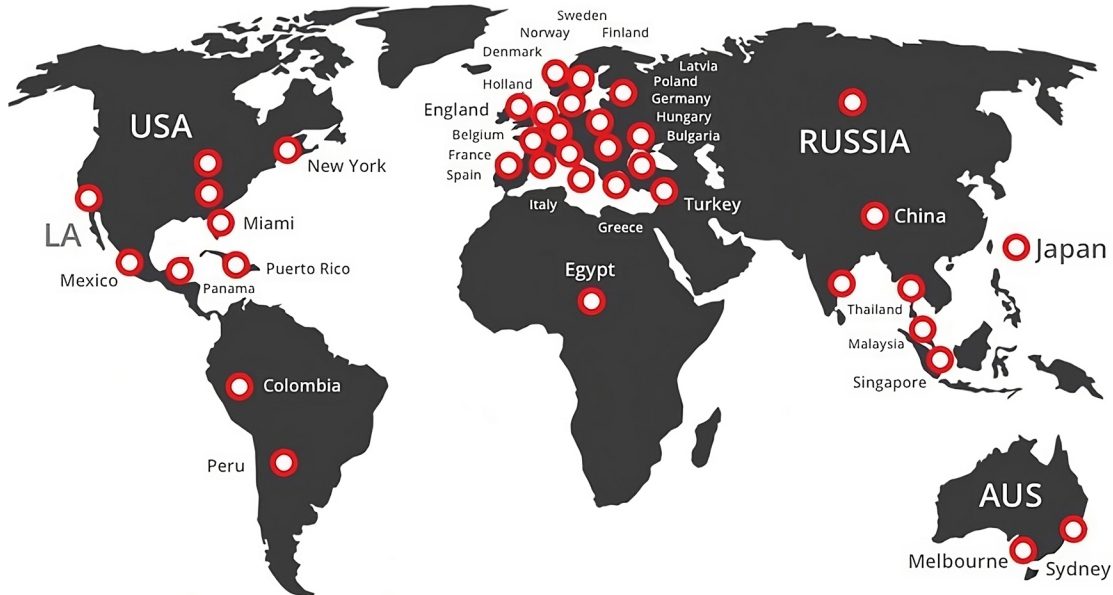 Sweden
Norway
Finland
Denmark
Latvia
Poland
Holland
Germany
England
Hungary
USA
Belgium
Bulgaria
RUSSIA
France
New York
Spain
Italy
Turkey
China
Miami
Greece
LA
Japan
Egypt
Puerto Rico
Mexico
Panama
Thailand
Malaysia
Singapore
Colombia
Peru
AUS
Melbourne
Sydney